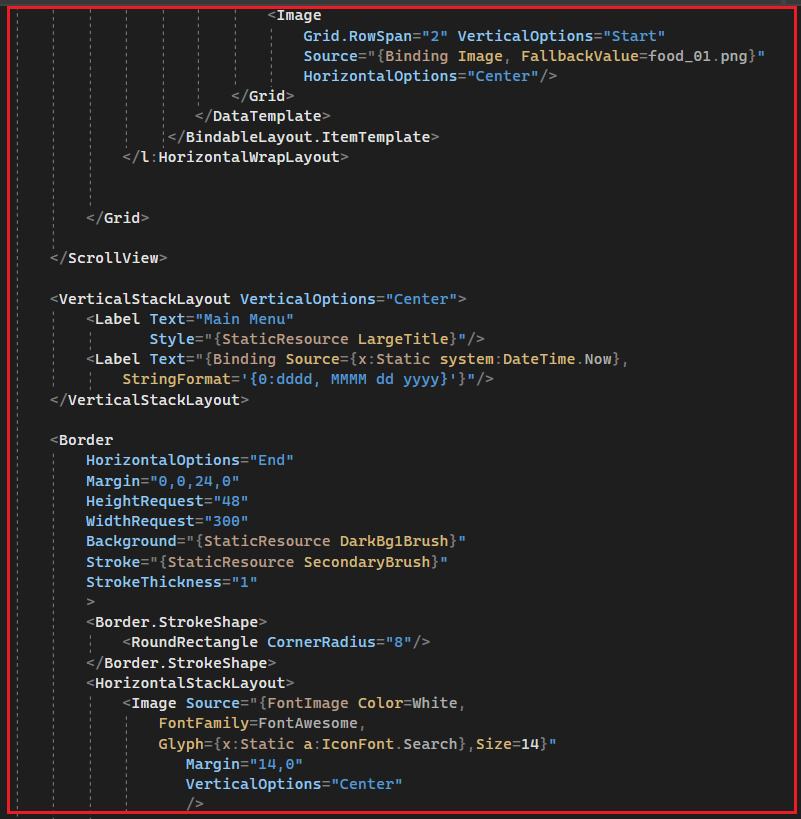 <Image
Grid.RowSpan="2" VerticalOptions="Start"
Source="{Binding Image, FallbackValue=food_01.png}"
HorizontalOptions="Center"/>
</Grid>
</DataTemplate>
</BindableLayout.ItemTemplate>
</l:HorizontalWrapLayout>
</Grid>
</ScrollView>
<VerticalStackLayout VerticalOptions="Center">
<Label Text="Main Menu"
Style="{StaticResource LargeTitle}"/>
<Label Text="{Binding Source={x:Static system:DateTime.Now},
StringFormat='{0:dddd, MMMM dd yyyy}'}"/>
</VerticalStackLayout>
<Border
HorizontalOptions="End"
Margin="0,0,24,0"
HeightRequest="48"
WidthRequest="300"
Background="{StaticResource DarkBg1Brush}"
Stroke="{StaticResource SecondaryBrush}"
StrokeThickness="1"
>
<Border.StrokeShape>
<RoundRectangle CornerRadius="8"/>
</Border.StrokeShape>
<HorizontalStackLayout>
<Image Source="{FontImage Color=White,
FontFamily=FontAwesome,
Glyph={x:Static a:IconFont.Search},Size=14}"
Margin="14,0"
VerticalOptions="Center"
/>